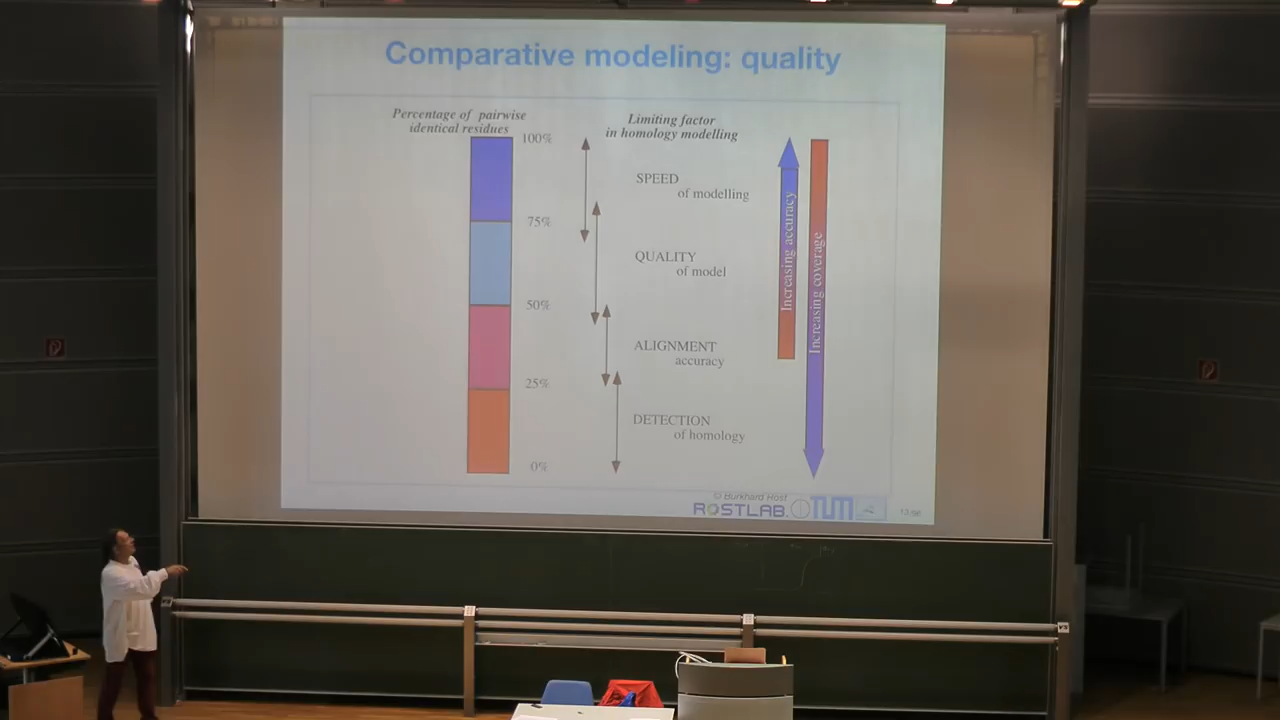 Comparative modeling: quality
Percentage of pairwise
identical residues
Limiting factor
in homology modelling
100%
SPEED
of modelling
75%
QUALITY
of model
50%
ALIGNMENT
accuracy
25%
DETECTION
of homology
0%
Increasing accuracy
Increasing coverage
© Burkhard Rost
ROSTLAB
TUM